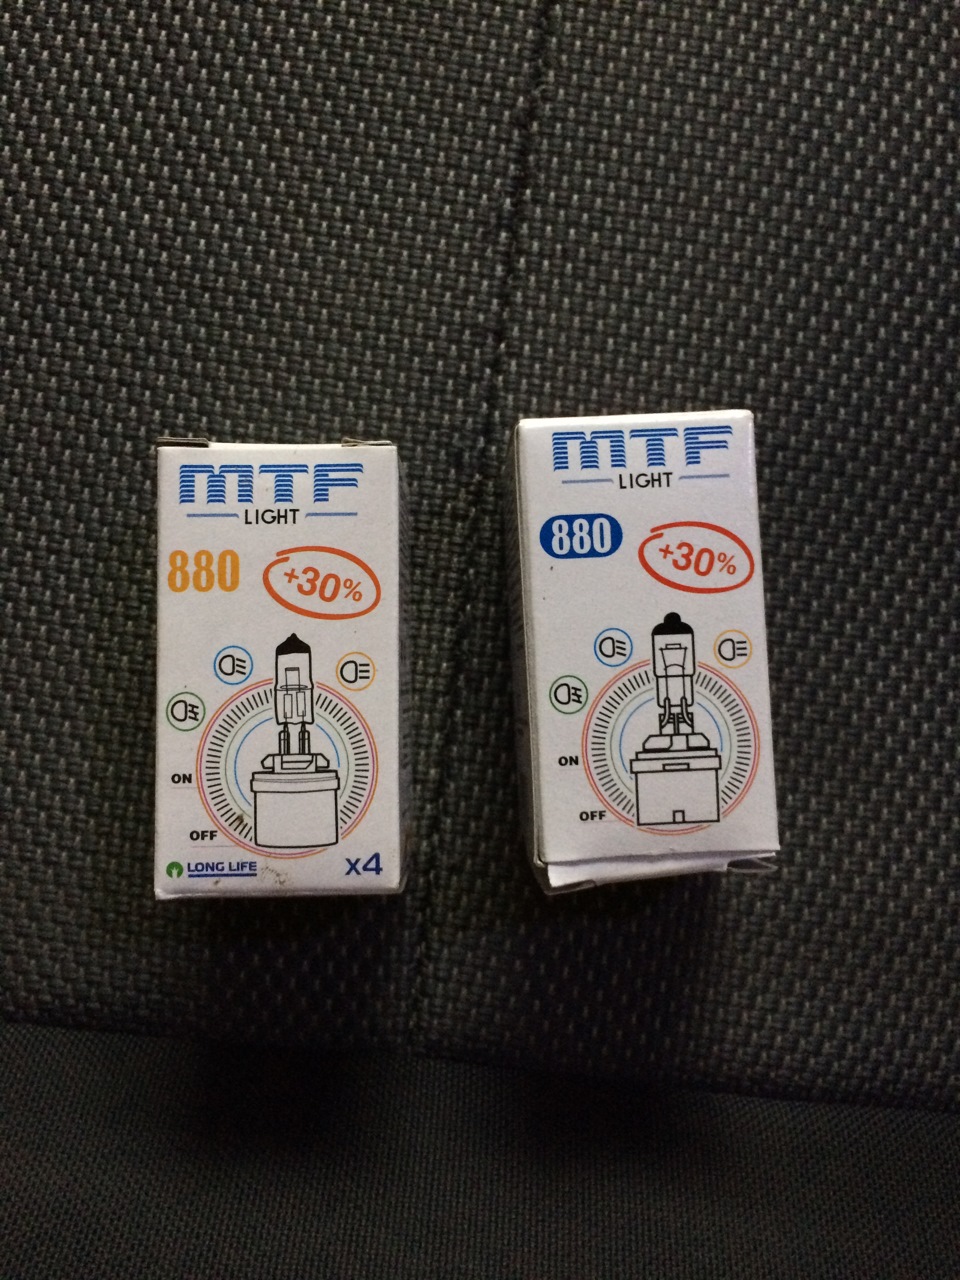 MTF
LIGHT
880
+30%
ON
OFF
LONG LIFE
x4
MTF
LIGHT
880
+30%
ON
OFF